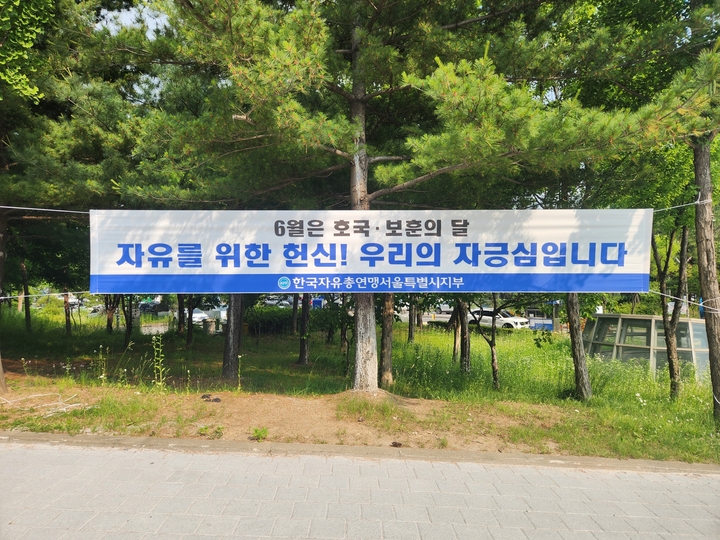 6월은 호국·보훈의 달
자유를 위한 헌신! 우리의 자긍심입니다
한국자유총연맹서울특별시지부